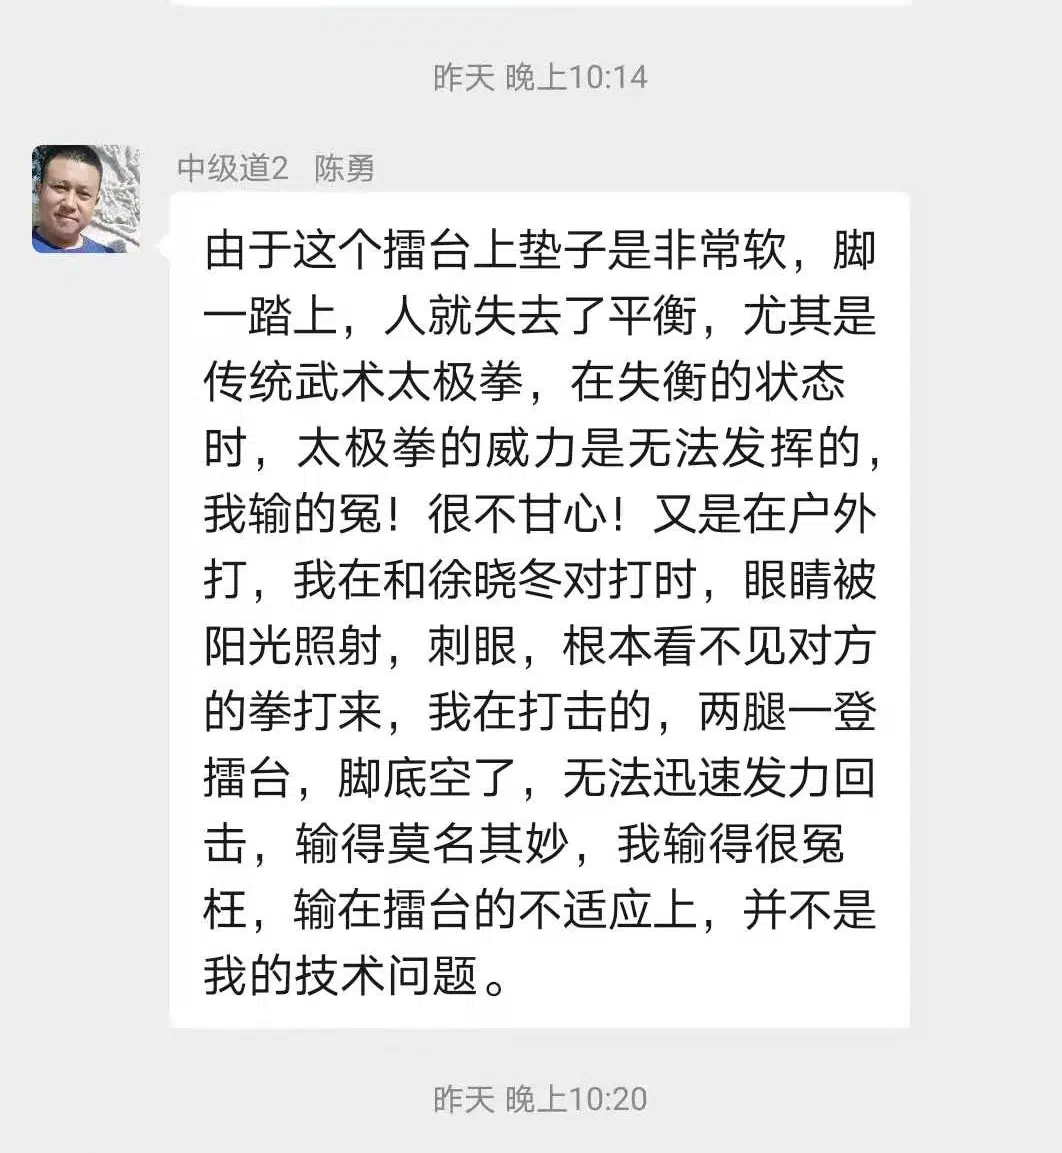 昨天 晚上10:14
中级道2 陈勇
由于这个擂台上垫子是非常软，脚
一踏上，人就失去了平衡，尤其是
传统武术太极拳，在失衡的状态
时，太极拳的威力是无法发挥的，
我输的冤！很不甘心！又是在户外
打，我在和徐晓冬对打时，眼睛被
阳光照射，刺眼，根本看不见对方
的拳打来，我在打击的，两腿一登
擂台，脚底空了，无法迅速发力回
击，输得莫名其妙，我输得很冤
枉，输在擂台的不适应上，并不是
我的技术问题。
昨天 晚上10:20